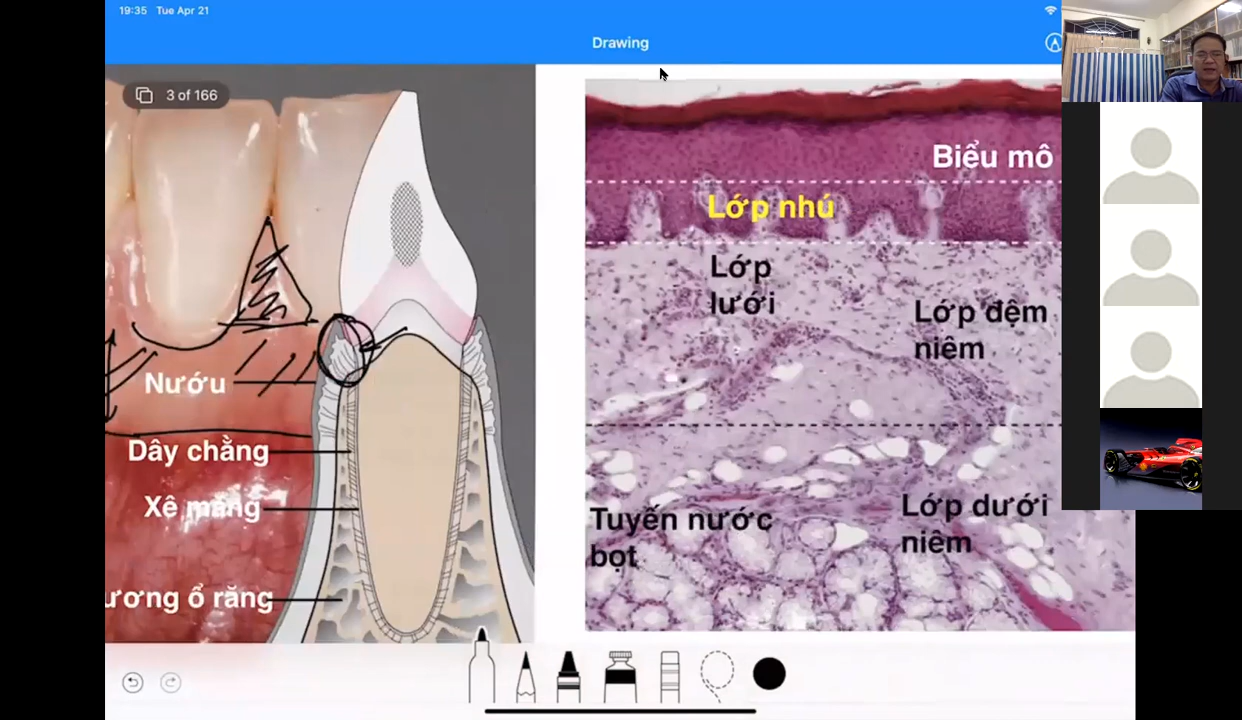 19:35 Tue Apr 21
Drawing
3 of 166
Nướu
Dây chằng
Xê măng
ương ổ răng
Biểu mô
Lớp nhú
Lớp
lưới
Lớp đệm
niêm
Tuyến nước
bọt
Lớp dưới
niêm